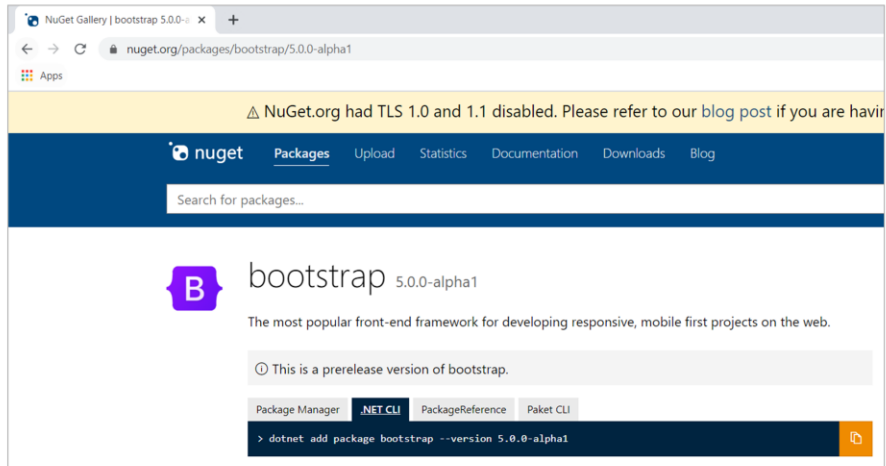 NuGet Gallery | bootstrap 5.0.0-a
nuget.org/packages/bootstrap/5.0.0-alpha1
Apps
⚠ NuGet.org had TLS 1.0 and 1.1 disabled. Please refer to our blog post if you are havin
nuget Packages Upload Statistics Documentation Downloads Blog
Search for packages...
B
bootstrap 5.0.0-alpha1
The most popular front-end framework for developing responsive, mobile first projects on the web.
This is a prerelease version of bootstrap.
Package Manager .NET CLI PackageReference Paket CLI
> dotnet add package bootstrap --version 5.0.0-alpha1